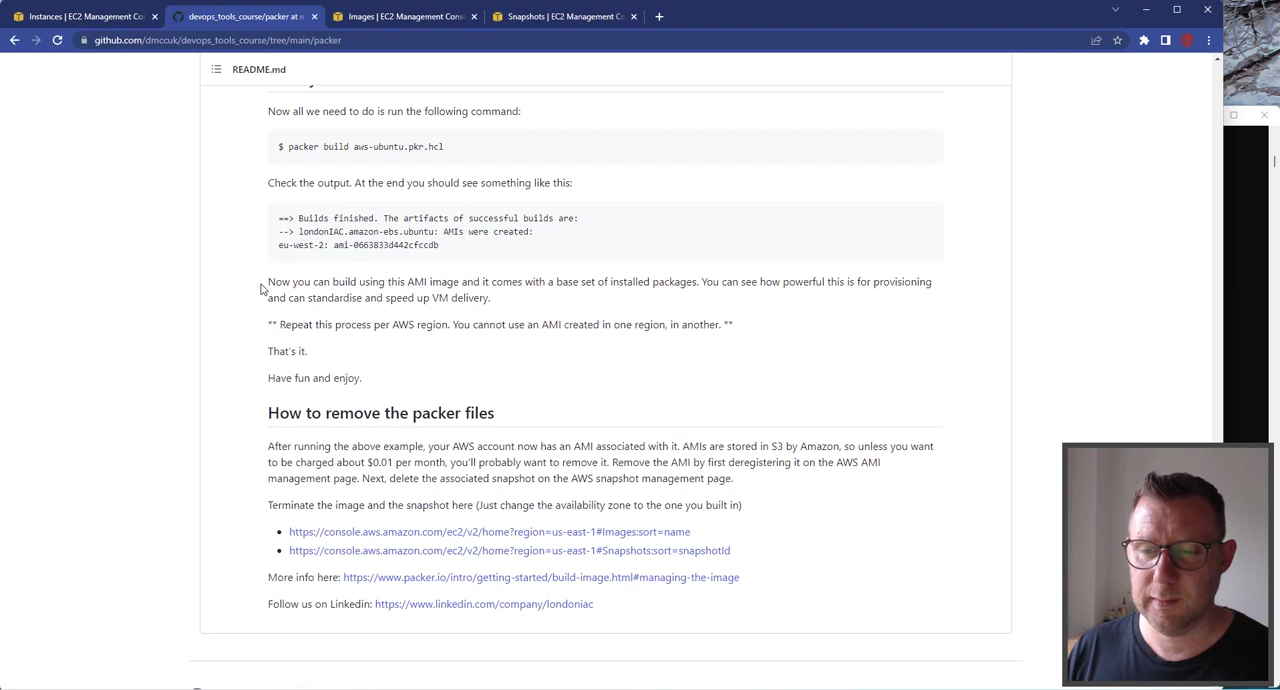 Instances | EC2 Management Co
devops_tools_course/packer at m
Images | EC2 Management Cons
Snapshots | EC2 Management Co
github.com/dmccuk/devops_tools_course/tree/main/packer
README.md
Now all we need to do is run the following command:
$ packer build aws-ubuntu.pkr.hcl
Check the output. At the end you should see something like this:
==> Builds finished. The artifacts of successful builds are:
--> londonIAC.amazon-ebs.ubuntu: AMIs were created:
eu-west-2: ami-0663833d442cfccdb
Now you can build using this AMI image and it comes with a base set of installed packages. You can see how powerful this is for provisioning
and can standardise and speed up VM delivery.
** Repeat this process per AWS region. You cannot use an AMI created in one region, in another. **
That's it.
Have fun and enjoy.
How to remove the packer files
After running the above example, your AWS account now has an AMI associated with it. AMIs are stored in S3 by Amazon, so unless you want
to be charged about $0.01 per month, you'll probably want to remove it. Remove the AMI by first deregistering it on the AWS AMI
management page. Next, delete the associated snapshot on the AWS snapshot management page.
Terminate the image and the snapshot here (Just change the availability zone to the one you built in)
https://console.aws.amazon.com/ec2/v2/home?region=us-east-1#Images:sort=name
https://console.aws.amazon.com/ec2/v2/home?region=us-east-1#Snapshots:sort=snapshotId
More info here: https://www.packer.io/intro/getting-started/build-image.html#managing-the-image
Follow us on Linkedin: https://www.linkedin.com/company/londoniac